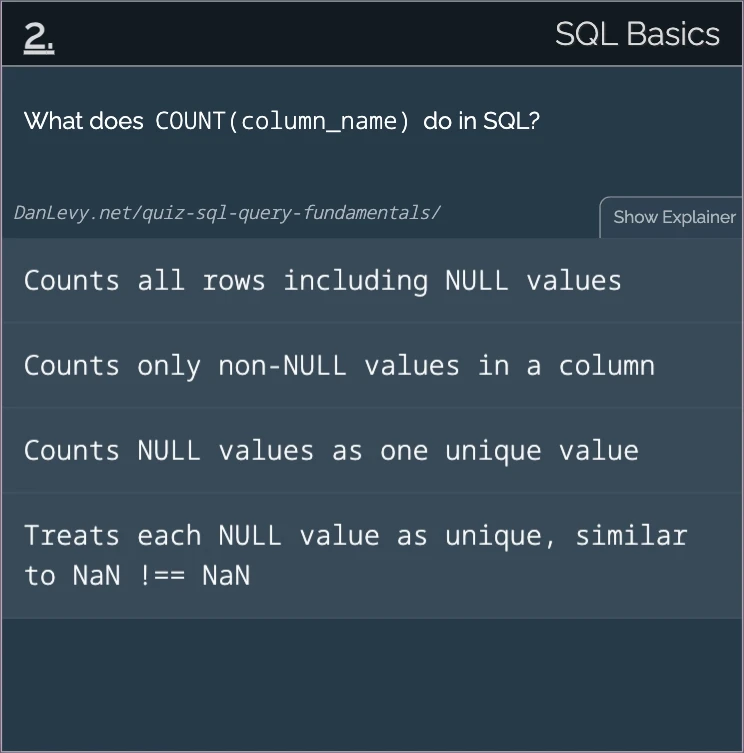 2.
SQL Basics
What does COUNT(column_name) do in SQL?
DanLevy.net/quiz-sql-query-fundamentals/
Show Explainer
Counts all rows including NULL values
Counts only non-NULL values in a column
Counts NULL values as one unique value
Treats each NULL value as unique, similar
to NaN !== NaN